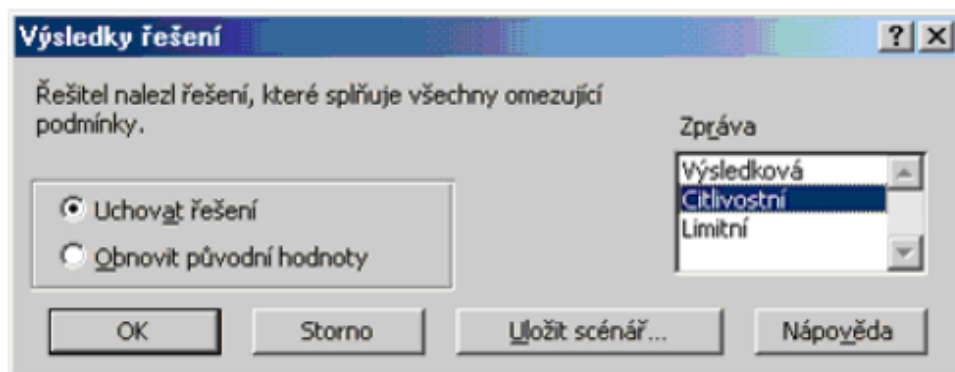 Výsledky řešení
Řešitel nalezl řešení, které splňuje všechny omezující
podmínky.
Zpráva
Výsledková
Citlivostní
Limitní
Uchovat řešení
Obnovit původní hodnoty
OK
Storno
Uložit scénář...
Nápověda